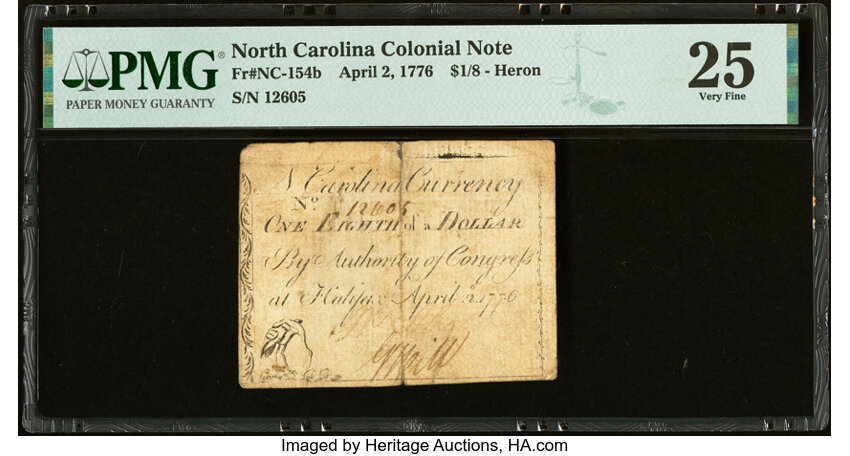 PMG®
PAPER MONEY GUARANTY
North Carolina Colonial Note
Fr#NC-154b April 2, 1776 $1/8 - Heron
S/N 12605
25
Very Fine
N Carolina Currency
No. 12605
ONE EIGHTH of a DOLLAR
By Authority of Congress
at Halifax April 2. 1776
Imaged by Heritage Auctions, HA.com